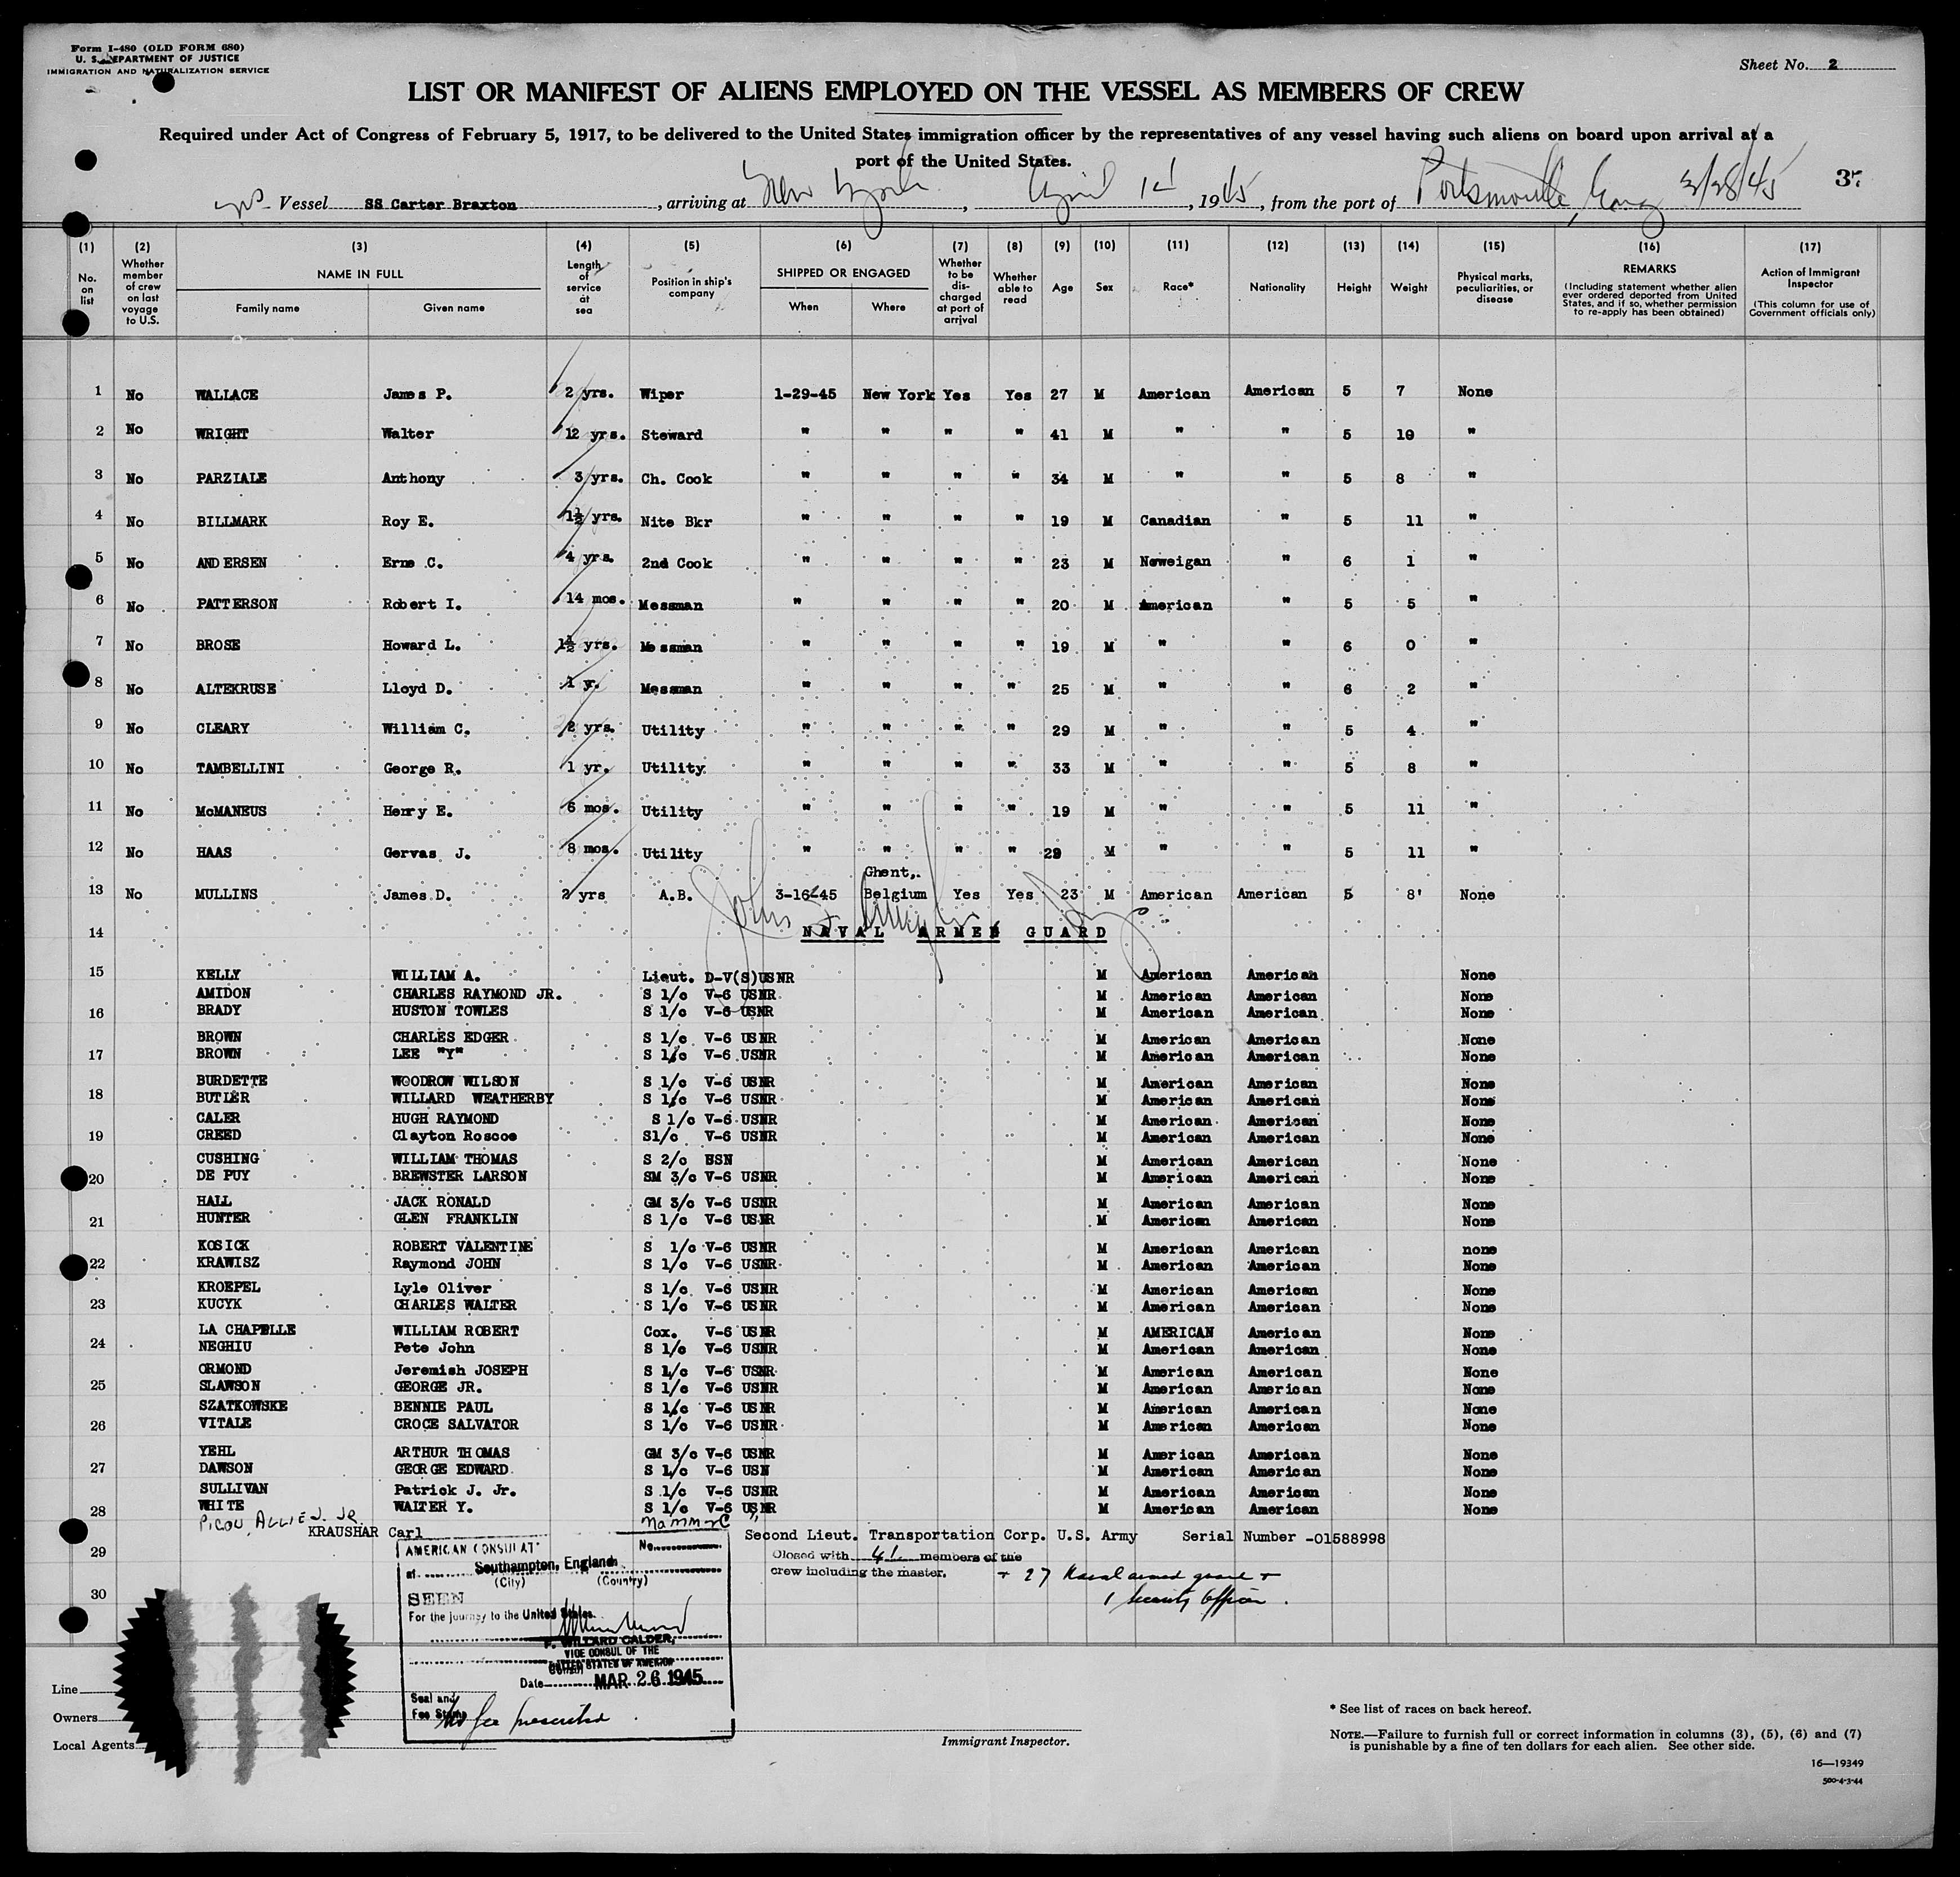 Form I-480 (OLD FORM 680)
U. S. DEPARTMENT OF JUSTICE
IMMIGRATION AND NATURALIZATION SERVICE
Sheet No. 2
LIST OR MANIFEST OF ALIENS EMPLOYED ON THE VESSEL AS MEMBERS OF CREW
Required under Act of Congress of February 5, 1917, to be delivered to the United States immigration officer by the representatives of any vessel having such aliens on board upon arrival at a
port of the United States.
37
Vessel SS Carter Braxton, arriving at New York, April 12, 1945, from the port of Portsmouth, Eng 3/28/45
(1) (2) (3) (4) (5) (6) (7) (8) (9) (10) (11) (12) (13) (14) (15) (16) (17)
No. on list
Whether member of crew on last voyage to U.S.
NAME IN FULL
Family name
Given name
Length of service at sea
Position in ship's company
SHIPPED OR ENGAGED
When
Where
Whether to be discharged at port of arrival
Whether able to read
Age
Sex
Race*
Nationality
Height
Weight
Physical marks, peculiarities, or disease
REMARKS
(Including statement whether alien ever ordered deported from United States, and if so, whether permission to re-apply has been obtained)
Action of Immigrant Inspector
(This column for use of Government officials only)
1 No WALLACE James P. 2 yrs. Wiper 1-29-45 New York Yes Yes 27 M American American 5 7 None
2 No WRIGHT Walter 12 yrs. Steward " " " " 41 M " " 5 10 "
3 No PARZIALE Anthony 3 yrs. Ch. Cook " " " " 34 M " " 5 8 "
4 No BILLMARK Roy E. 1½ yrs. Nite Bkr " " " " 19 M Canadian " 5 11 "
5 No ANDERSEN Erne C. 4 yrs. 2nd Cook " " " " 23 M Noweigan " 6 1 "
6 No PATTERSON Robert I. 14 mos. Messman " " " " 20 M American " 5 5 "
7 No BROSE Howard L. 1½ yrs. Messman " " " " 19 M " " 6 0 "
8 No ALTEKRUSE Lloyd D. 1 yr. Messman " " " " 25 M " " 6 2 "
9 No CLEARY William C. 2 yrs. Utility " " " " 29 M " " 5 4 "
10 No TAMBELLINI George R. 1 yr. Utility " " " " 33 M " " 5 8 "
11 No McMANEUS Henry E. 6 mos. Utility " " " " 19 M " " 5 11 "
12 No HAAS Gervas J. 8 mos. Utility " " " " 29 M " " 5 11 "
13 No MULLINS James D. 2 yrs A.B. 3-16-45 Ghent, Belgium Yes Yes 23 M American American 5 8' None
14 NAVAL ARMED GUARD
15 KELLY WILLIAM A. Lieut. D-V(S)USNR M American American None
AMIDON CHARLES RAYMOND JR. S 1/c V-6 USNR M American American None
16 BRADY HUSTON TOWLES S 1/c V-6 USNR M American American None
BROWN CHARLES EDGER S 1/c V-6 USNR M American American None
17 BROWN LEE "Y" S 1/c V-6 USNR M American American None
BURDETTE WOODROW WILSON S 1/c V-6 USNR M American American None
18 BUTLER WILLARD WEATHERBY S 1/c V-6 USNR M American American None
CALER HUGH RAYMOND S 1/c V-6 USNR M American American None
19 CREED Clayton Roscoe S1/c V-6 USNR M American American None
CUSHING WILLIAM THOMAS S 2/c USN M American American None
20 DE PUY BREWSTER LARSON SM 3/c V-6 USNR M American American None
HALL JACK RONALD GM 3/c V-6 USNR M American American None
21 HUNTER GLEN FRANKLIN S 1/c V-6 USNR M American American None
KOSICK ROBERT VALENTINE S 1/c V-6 USNR M American American none
22 KRAWISZ Raymond JOHN S 1/c V-6 USNR M American American None
KROEPEL Lyle Oliver S 1/c V-6 USNR M American American None
23 KUCYK CHARLES WALTER S 1/c V-6 USNR M American American None
LA CHAPELLE WILLIAM ROBERT Cox. V-6 USNR M AMERICAN American None
24 NEGHIU Pete John S 1/c V-6 USNR M American American None
ORMOND Jeremish JOSEPH S 1/c V-6 USNR M American American None
25 SLAWSON GEORGE JR. S 1/c V-6 USNR M American American None
SZATKOWSKE BENNIE PAUL S 1/c V-6 USNR M American American None
26 VITALE CROCE SALVATOR S 1/c V-6 USNR M American American None
YEHL ARTHUR THOMAS GM 3/c V-6 USNR M American American None
27 DAWSON GEORGE EDWARD S 1/c V-6 USN M American American None
SULLIVAN Patrick J. Jr. S 1/c V-6 USNR M American American None
28 WHITE WALTER Y. S 1/c V-6 USNR M American American None
PICOU, ALLIE J. JR.
KRAUSHAR Carl Second Lieut. Transportation Corp. U.S. Army Serial Number -01588998
29
30
AMERICAN CONSULAT No.
at Southampton, England
(City) (Country)
SEEN
For the journey to the United States.
F. WILLARD CALDER,
VICE CONSUL OF THE
UNITED STATES OF AMERICA
Date MAR 26 1945
Seal and
Fee Stamp
No fee prescribed
Closed with 41 members of the
crew including the master. + 27 Naval armed guard +
1 Security Officer.
Line
Owners
Local Agents
Immigrant Inspector.
* See list of races on back hereof.
NOTE.—Failure to furnish full or correct information in columns (3), (5), (6) and (7)
is punishable by a fine of ten dollars for each alien. See other side.
16—19349
500-4-3-44